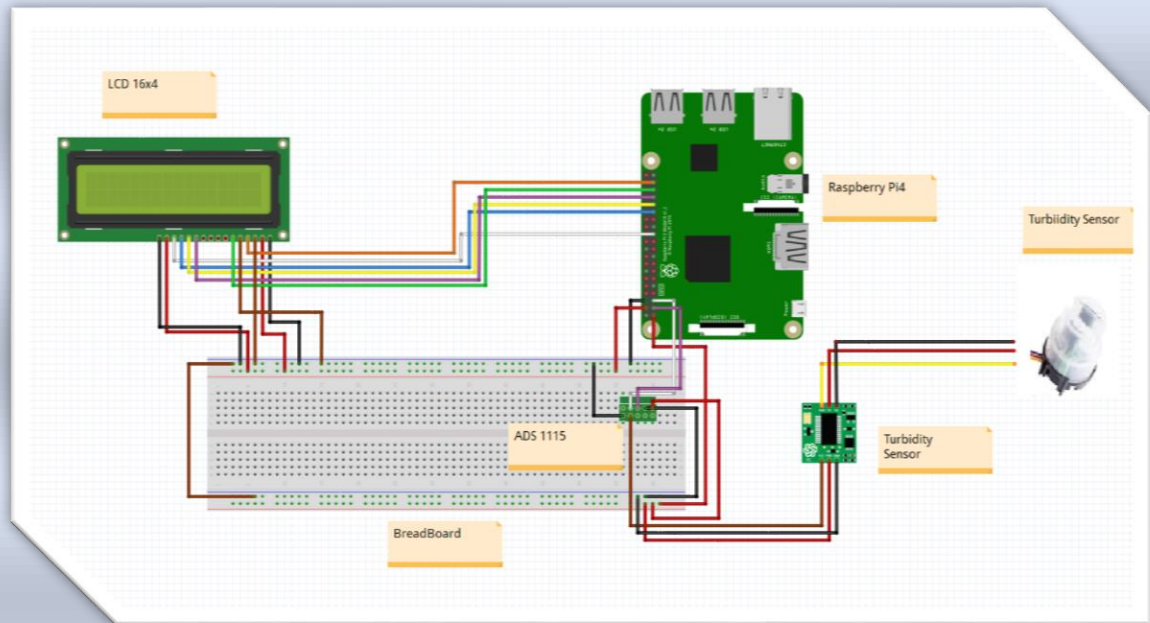 LCD 16x4
Raspberry Pi4
Turbiidity Sensor
ADS 1115
Turbidity
Sensor
BreadBoard